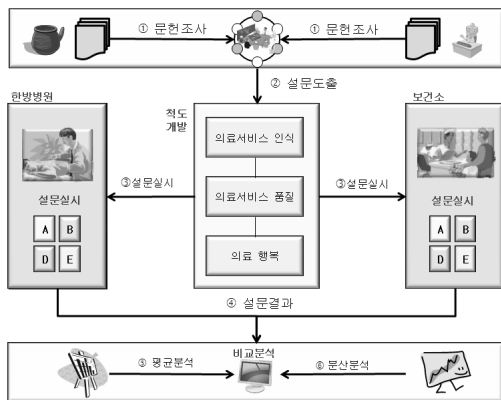 ① 문헌조사
① 문헌조사
② 설문도출
한방병원
척도
개발
보건소
의료서비스 인식
의료서비스 품질
의료 행복
③설문실시
③설문실시
설문실시
A B
D E
설문실시
A B
D E
④ 설문결과
⑤ 평균분석
비교분석
⑥ 분산분석